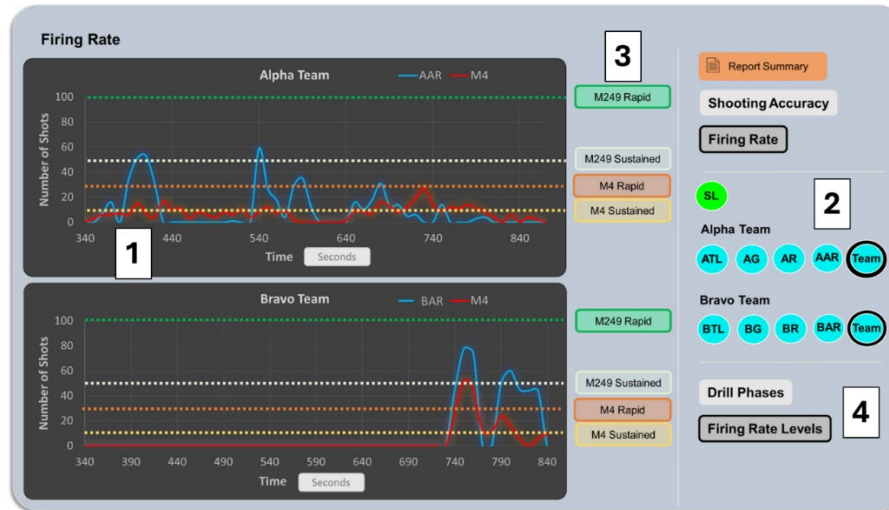 Firing Rate
Alpha Team
AAR
M4
Number of Shots
100
80
60
40
20
0
340
440
540
640
740
840
Time
Seconds
1
Bravo Team
BAR
M4
Number of Shots
100
80
60
40
20
0
340
390
440
490
540
590
640
690
740
790
840
Time
Seconds
3
M249 Rapid
M249 Sustained
M4 Rapid
M4 Sustained
M249 Rapid
M249 Sustained
M4 Rapid
M4 Sustained
Report Summary
Shooting Accuracy
Firing Rate
SL
2
Alpha Team
ATL AG AR AAR Team
Bravo Team
BTL BG BR BAR Team
Drill Phases
Firing Rate Levels
4